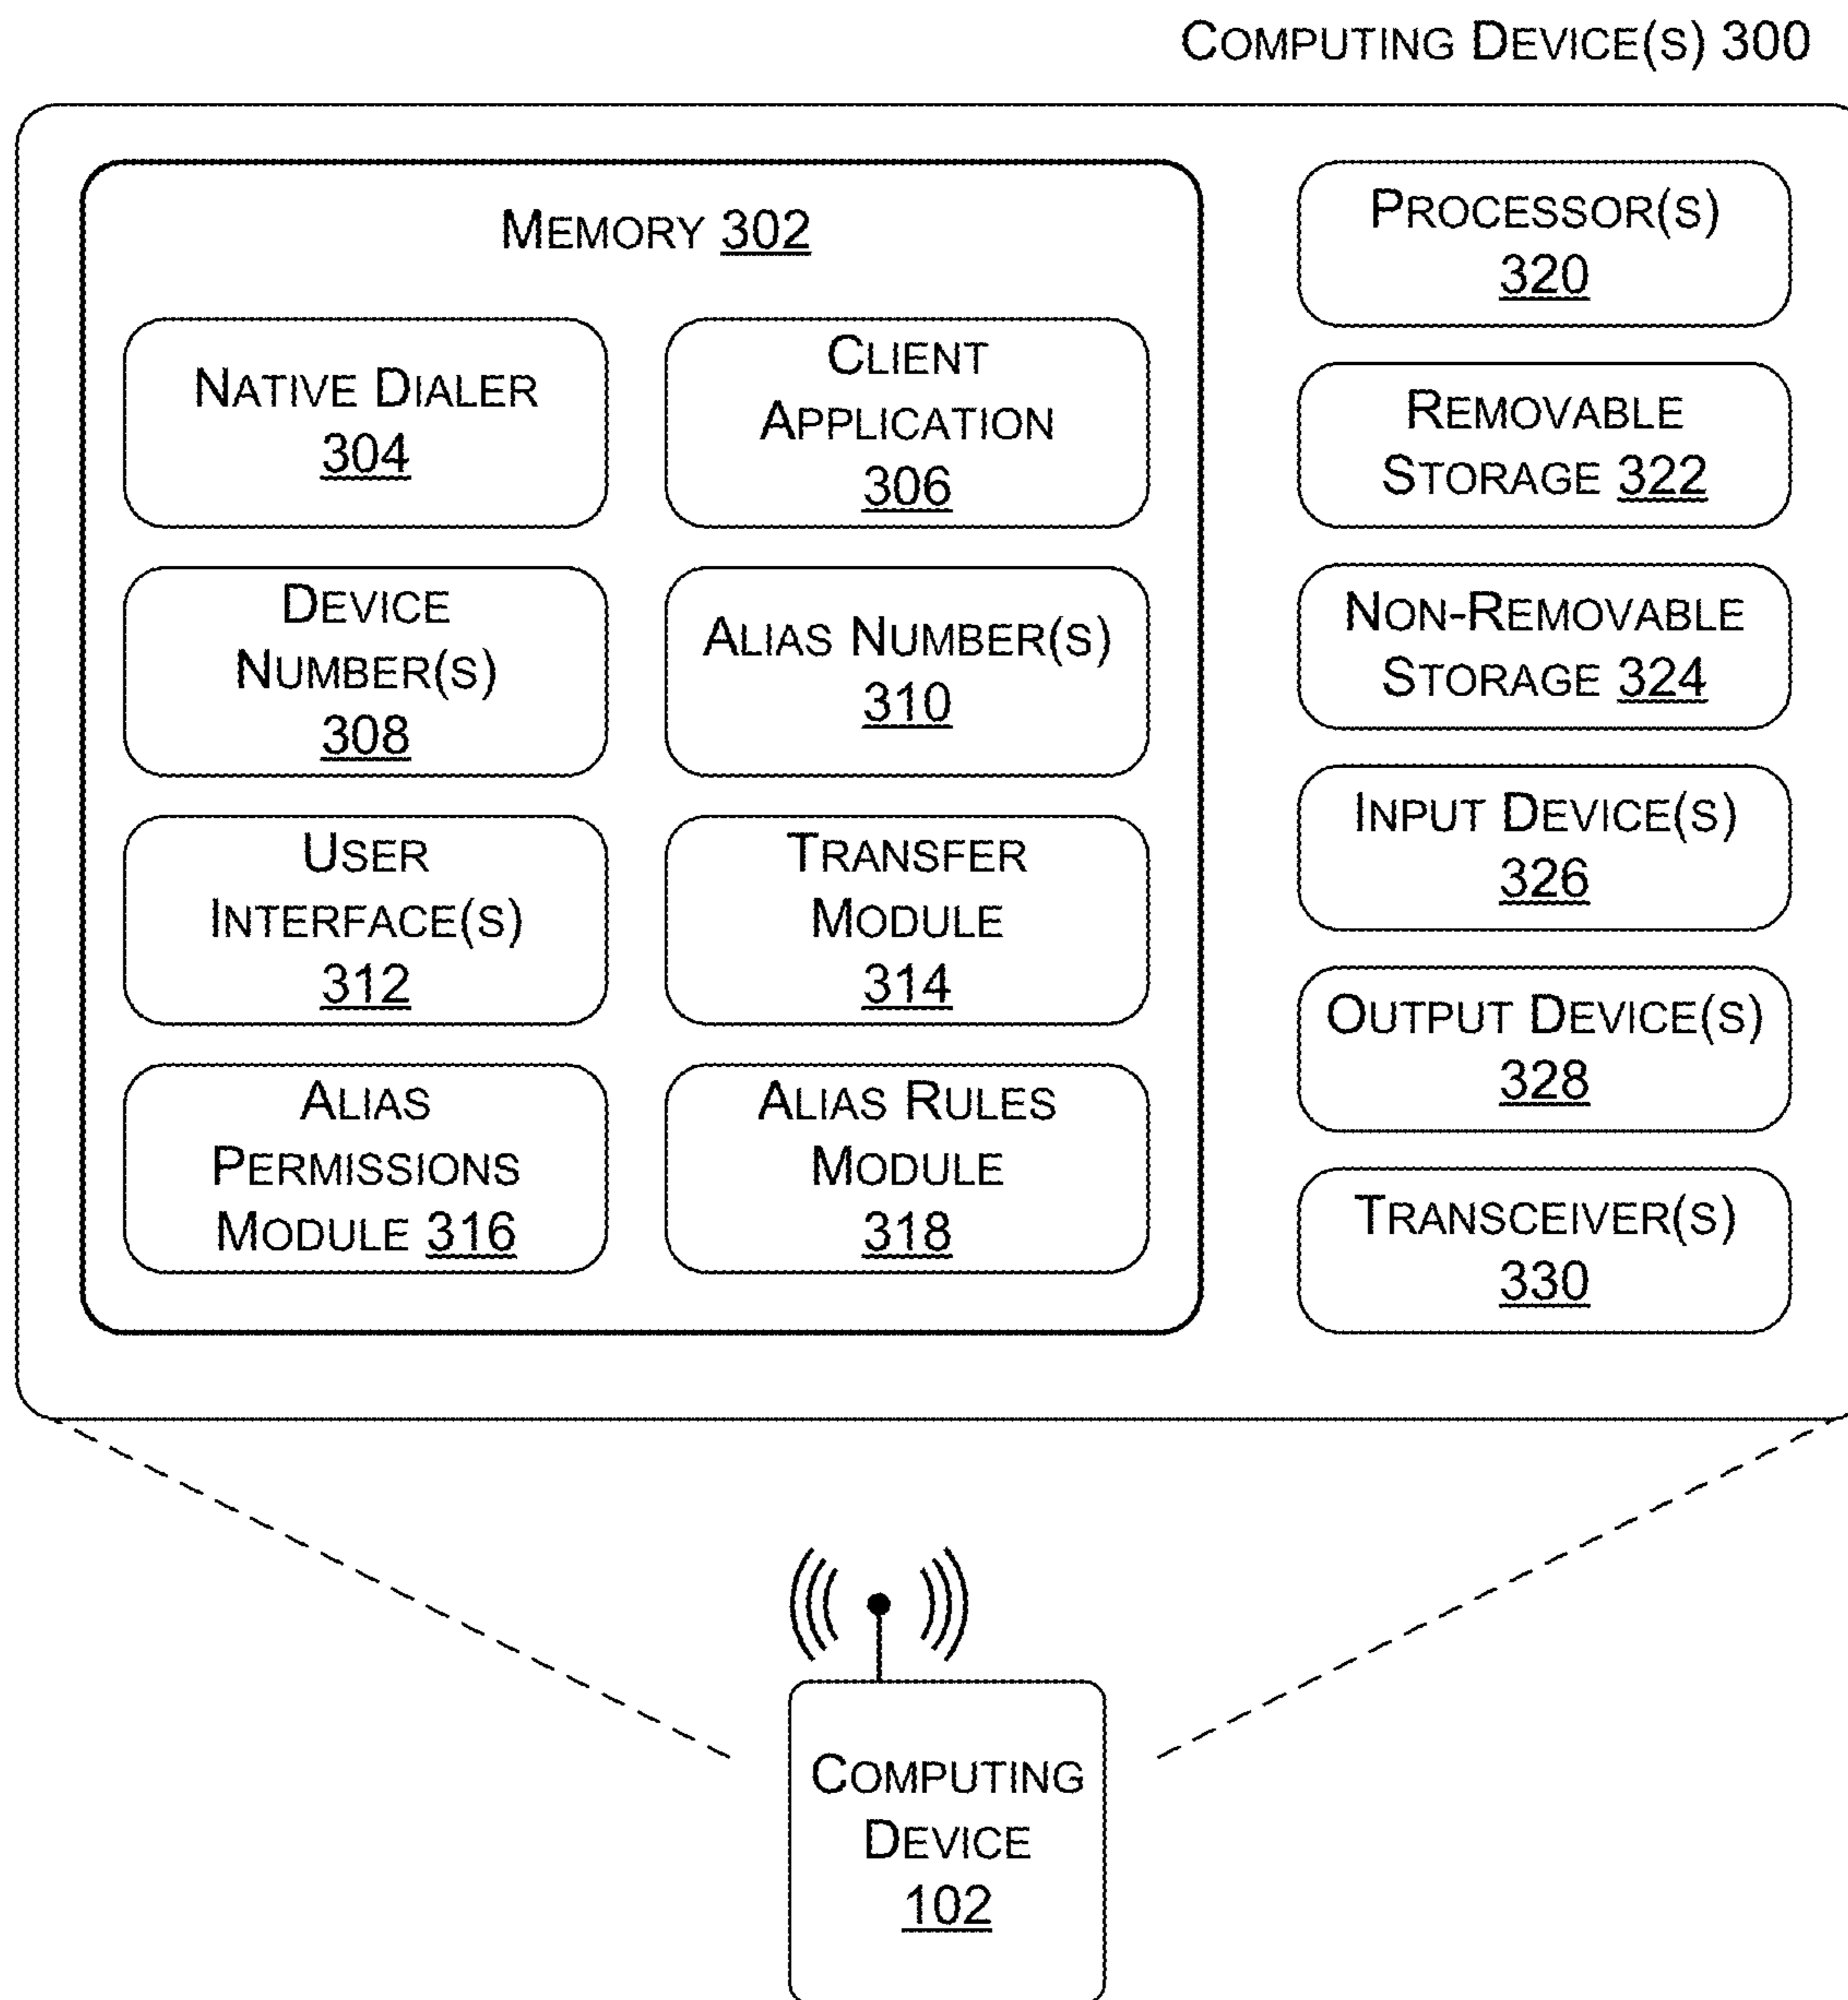 COMPUTING DEVICE(S) 300
MEMORY 302
NATIVE DIALER
304
CLIENT
APPLICATION
306
DEVICE
NUMBER(S)
308
ALIAS NUMBER(S)
310
USER
INTERFACE(S)
312
TRANSFER
MODULE
314
ALIAS
PERMISSIONS
MODULE 316
ALIAS RULES
MODULE
318
PROCESSOR(S)
320
REMOVABLE
STORAGE 322
NON-REMOVABLE
STORAGE 324
INPUT DEVICE(S)
326
OUTPUT DEVICE(S)
328
TRANSCEIVER(S)
330
COMPUTING
DEVICE
102